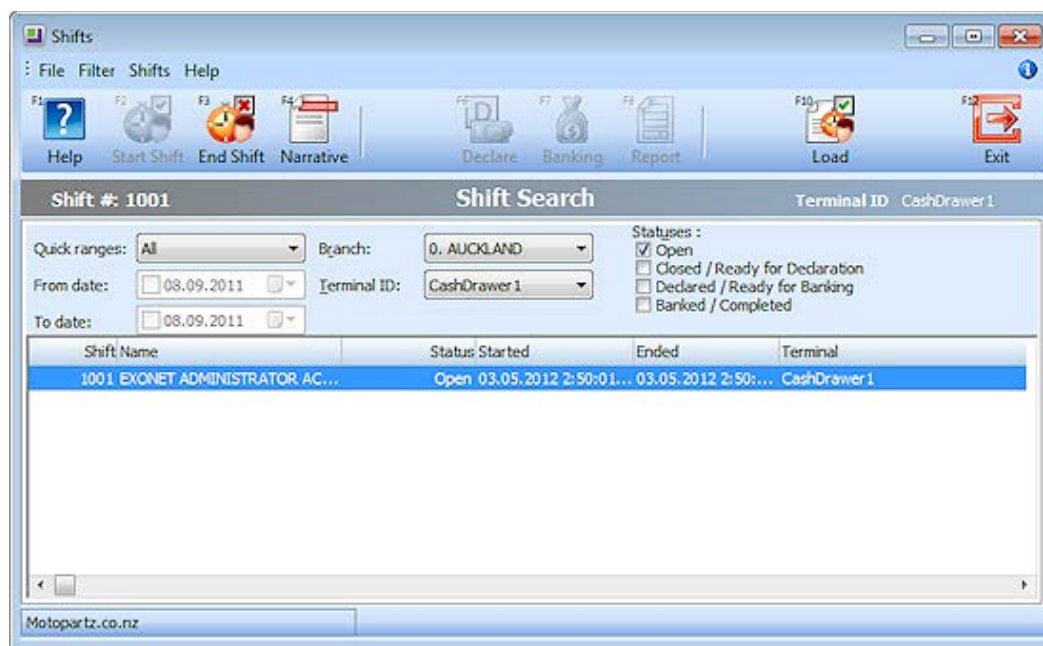 Shifts
File Filter Shifts Help
F1 F2 F3 F4 F6 F7 F8 F10 F12
Help Start Shift End Shift Narrative Declare Banking Report Load Exit
Shift #: 1001 Shift Search Terminal ID CashDrawer1
Quick ranges: All Branch: 0. AUCKLAND Statuses :
Open
Closed / Ready for Declaration
From date: 08.09.2011 Terminal ID: CashDrawer1
Declared / Ready for Banking
Banked / Completed
To date: 08.09.2011
Shift Name Status Started Ended Terminal
1001 EXONET ADMINISTRATOR AC... Open 03.05.2012 2:50:01... 03.05.2012 2:50:... CashDrawer1
Motopartz.co.nz